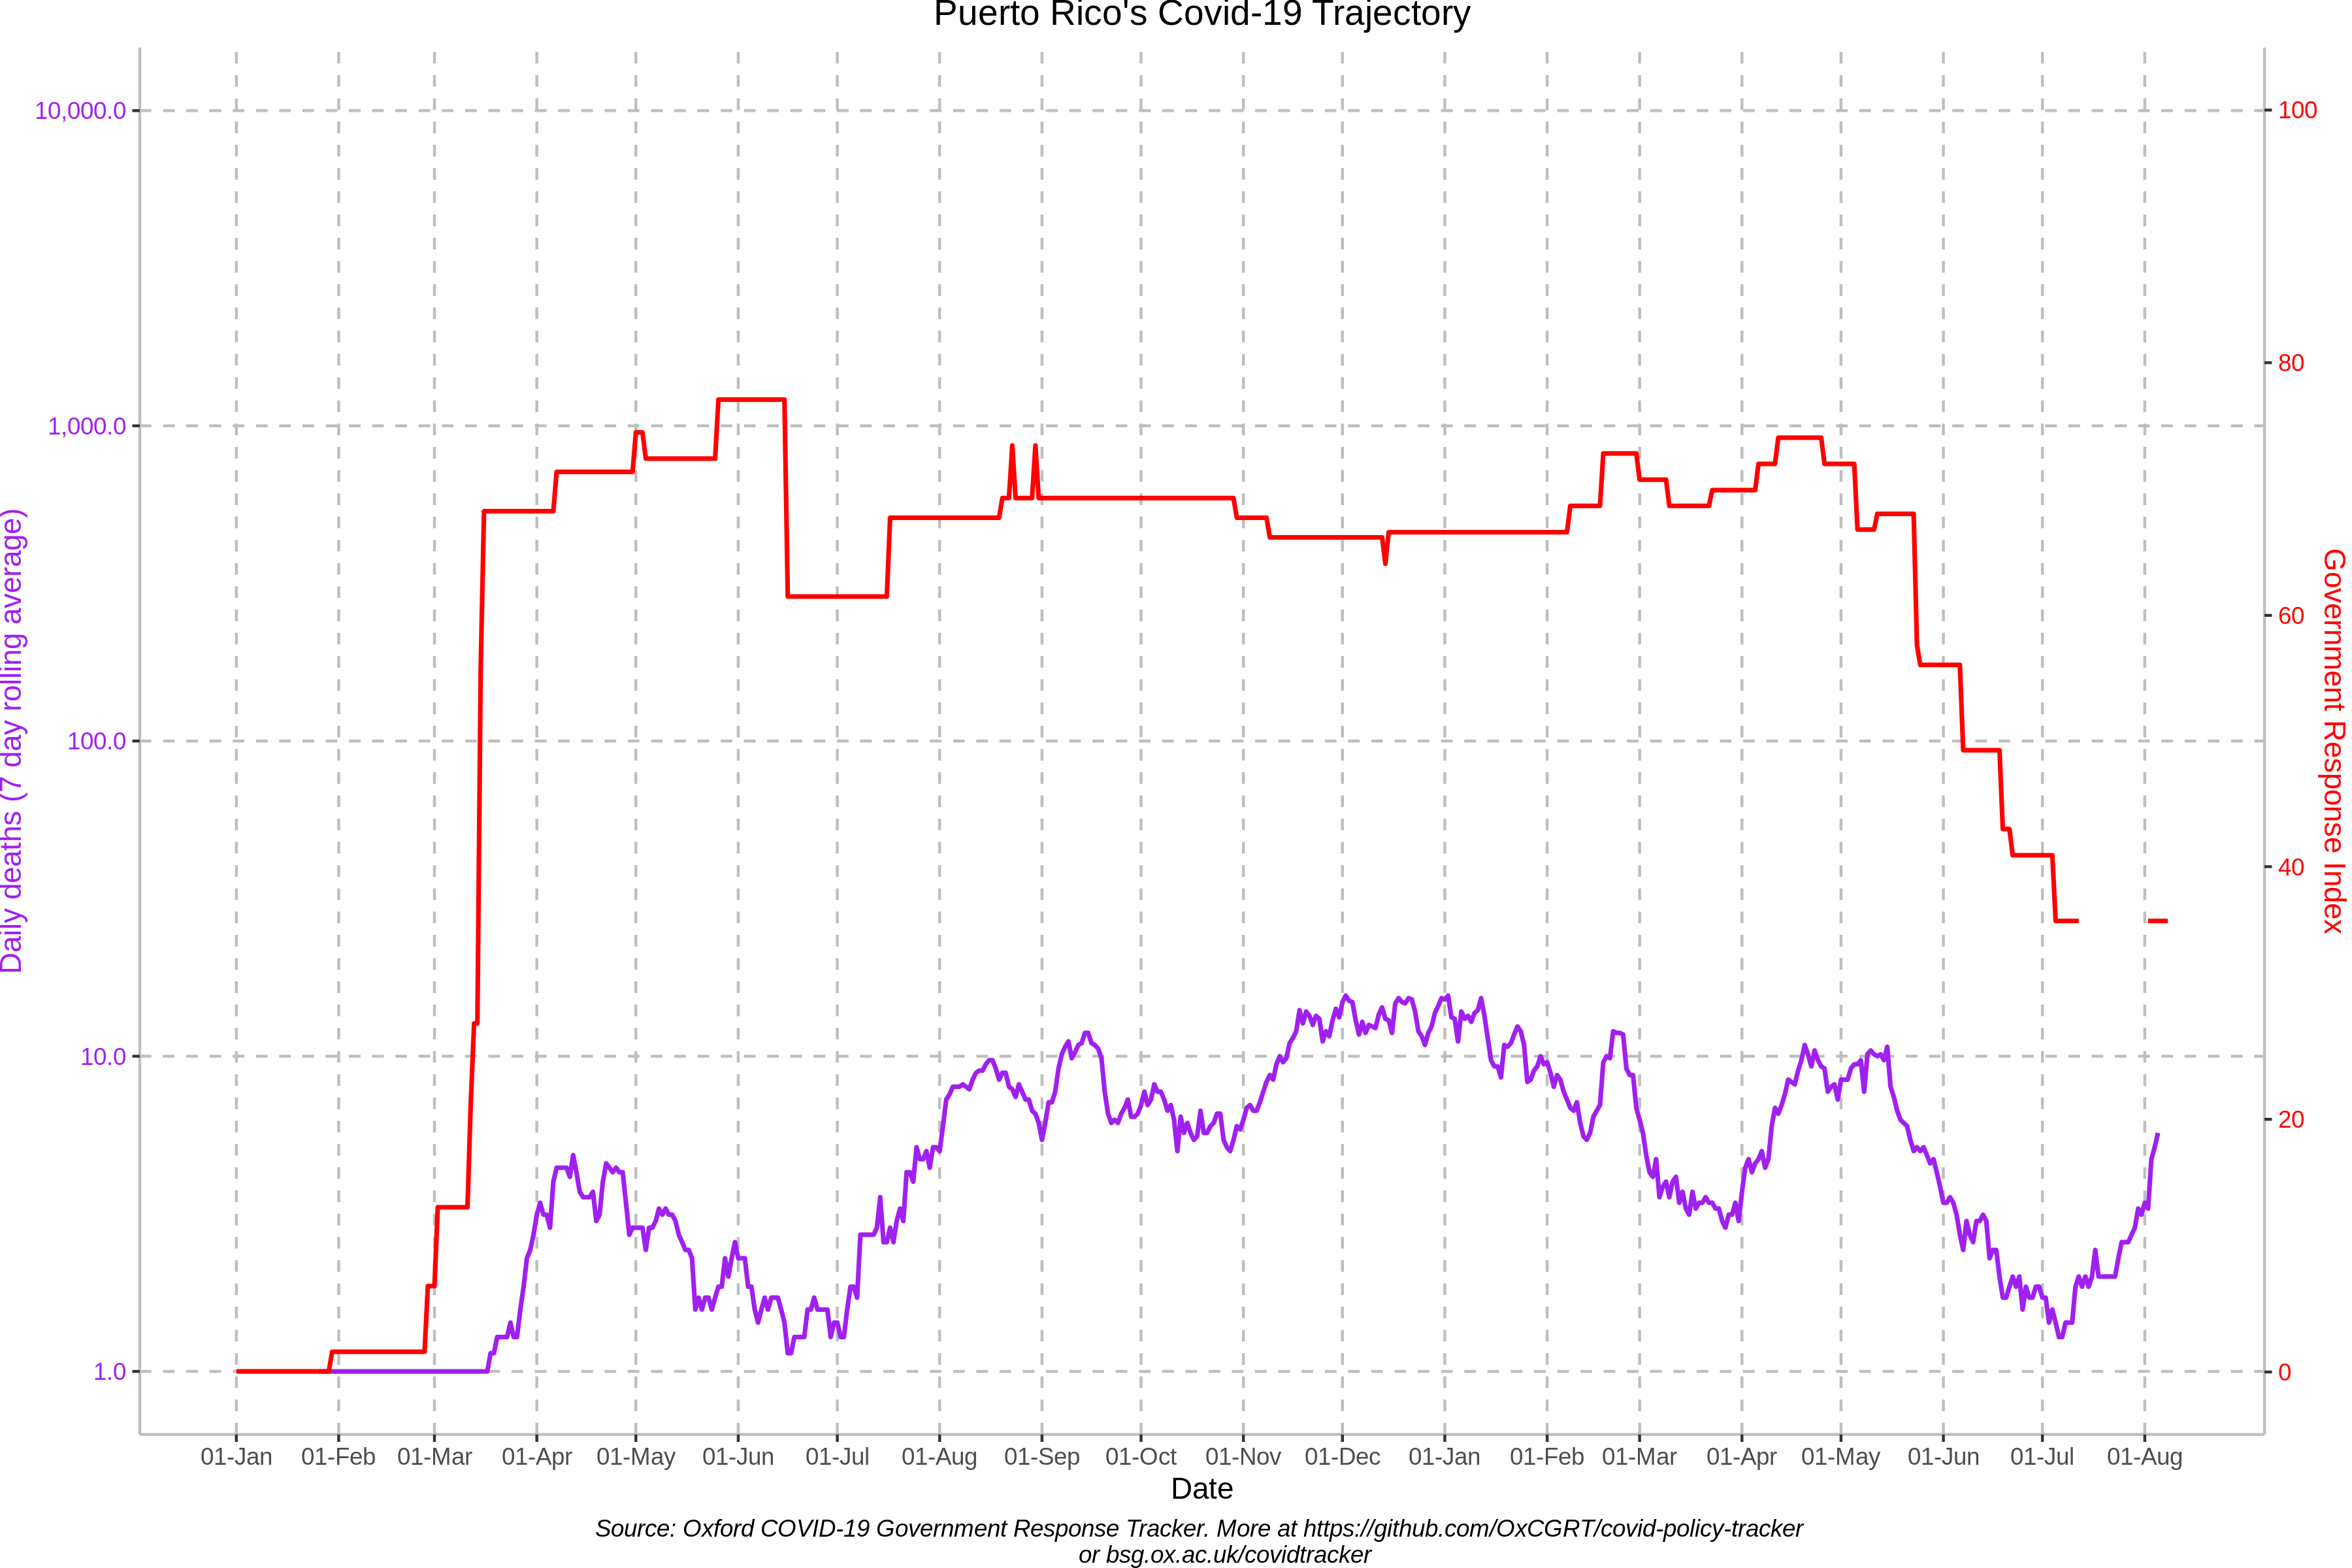 Puerto Rico's Covid-19 Trajectory
10,000.0
1,000.0
100.0
10.0
1.0
Daily deaths (7 day rolling average)
100
80
60
40
20
0
Government Response Index
01-Jan 01-Feb 01-Mar 01-Apr 01-May 01-Jun 01-Jul 01-Aug 01-Sep 01-Oct 01-Nov 01-Dec 01-Jan 01-Feb 01-Mar 01-Apr 01-May 01-Jun 01-Jul 01-Aug
Date
Source: Oxford COVID-19 Government Response Tracker. More at https://github.com/OxCGRT/covid-policy-tracker
or bsg.ox.ac.uk/covidtracker